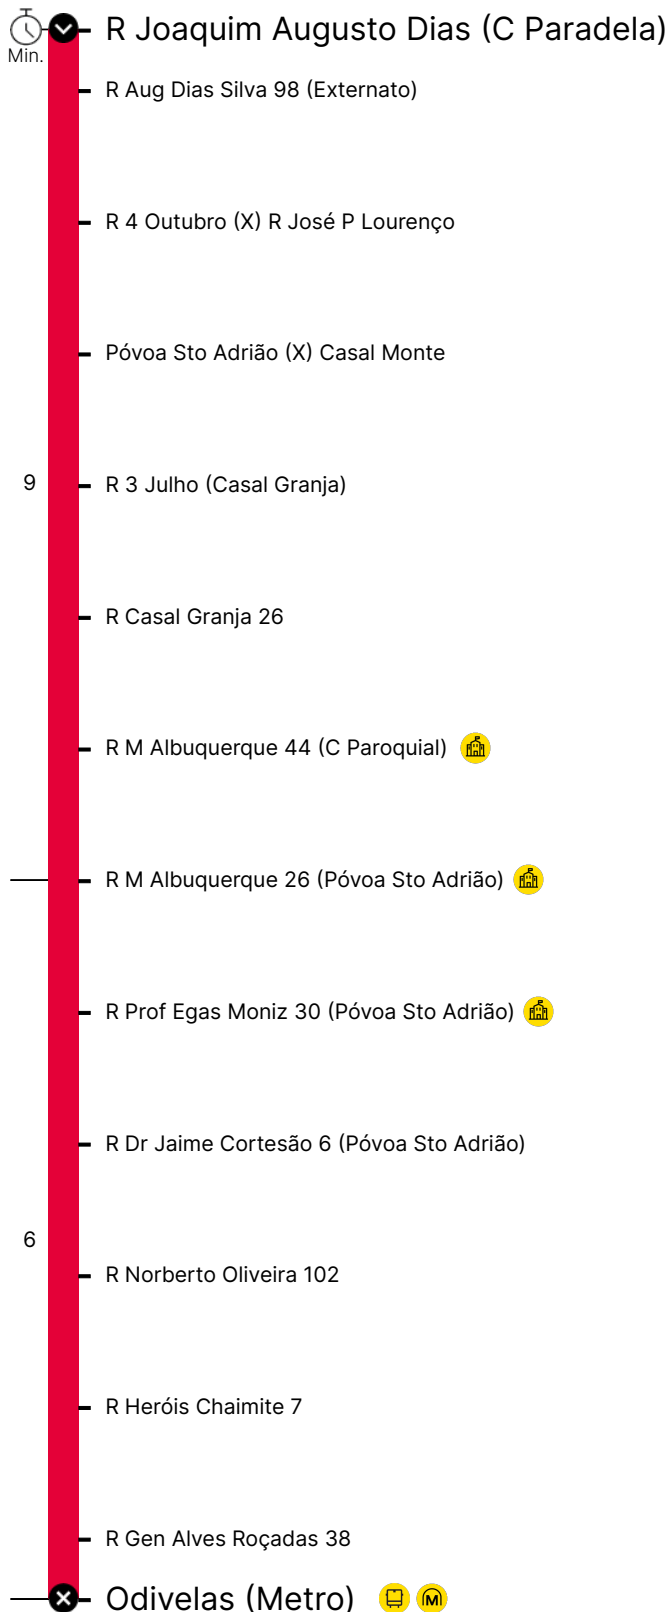 R Joaquim Augusto Dias (C Paradela)
Min.
R Aug Dias Silva 98 (Externato)
R 4 Outubro (X) R José P Lourenço
Póvoa Sto Adrião (X) Casal Monte
9
R 3 Julho (Casal Granja)
R Casal Granja 26
R M Albuquerque 44 (C Paroquial)
R M Albuquerque 26 (Póvoa Sto Adrião)
R Prof Egas Moniz 30 (Póvoa Sto Adrião)
R Dr Jaime Cortesão 6 (Póvoa Sto Adrião)
6
R Norberto Oliveira 102
R Heróis Chaimite 7
R Gen Alves Roçadas 38
Odivelas (Metro) M